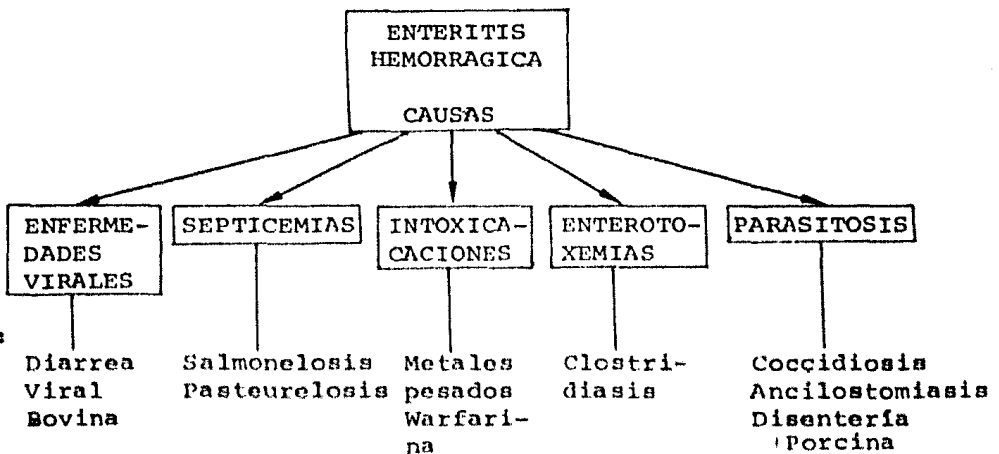 ENTERITIS
HEMORRAGICA
CAUSAS
ENFERME-
DADES
VIRALES
SEPTICEMIAS
INTOXICA-
CACIONES
ENTEROTO-
XEMIAS
PARASITOSIS
Diarrea
Viral
Bovina
Salmonelosis
Pasteurelosis
Metales
pesados
Warfari-
na
Clostri-
diasis
Coccidiosis
Ancilostomiasis
Disentería
Porcina